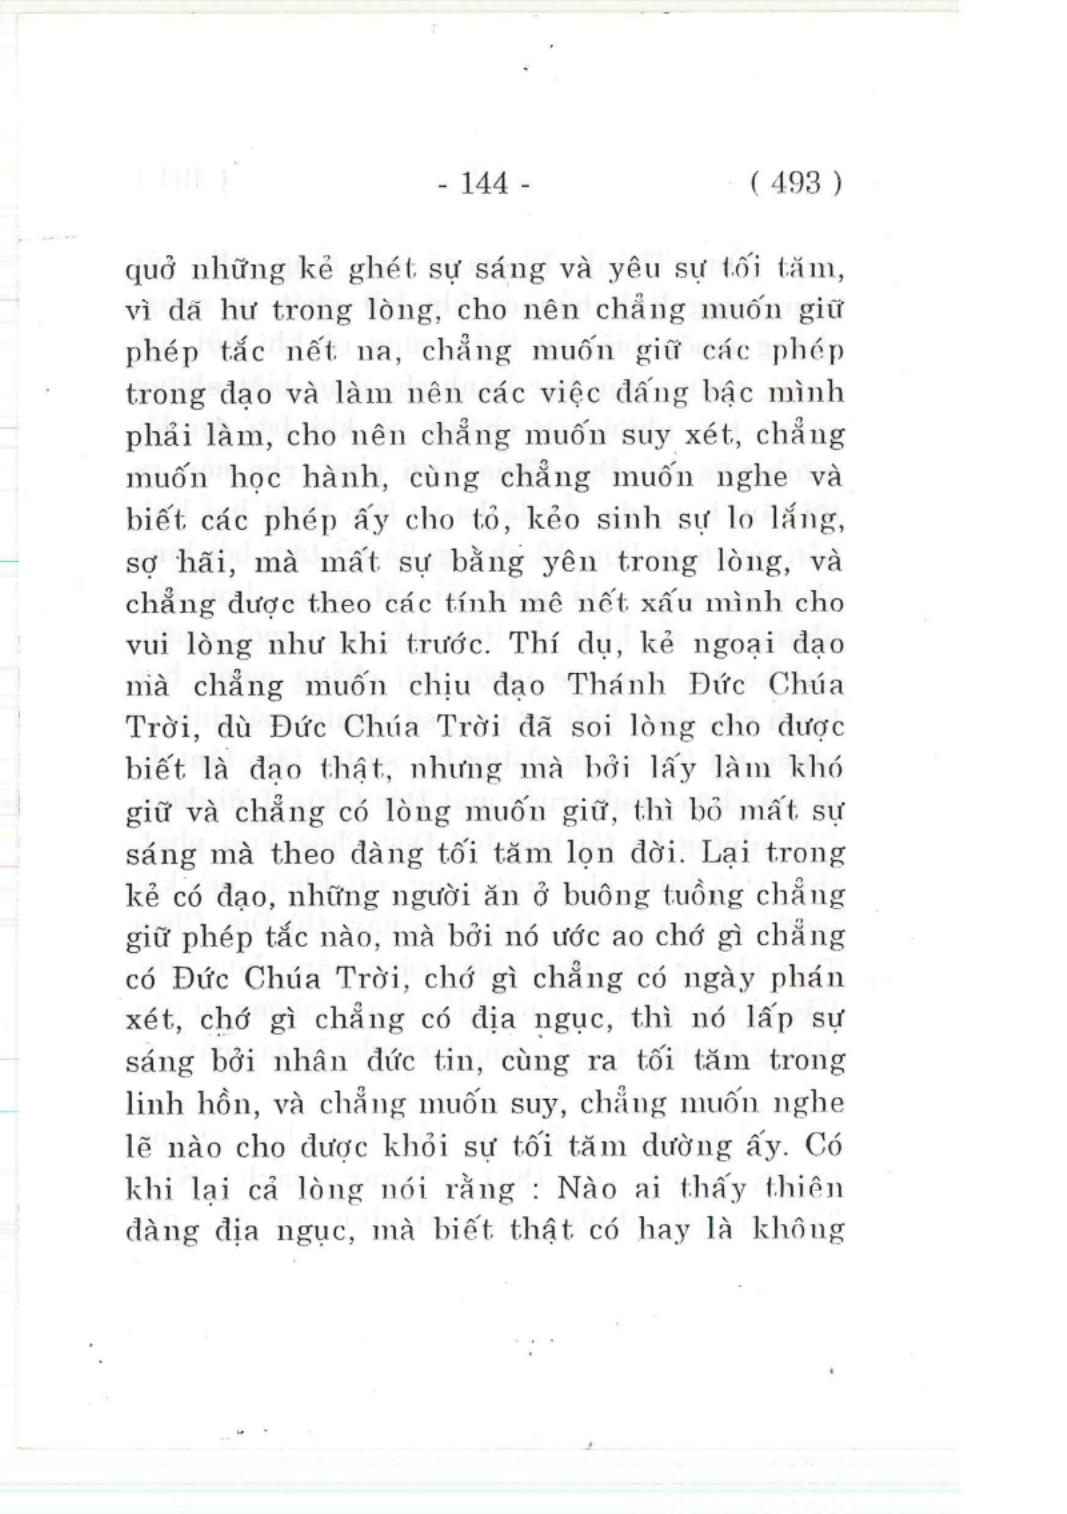 - 144 - ( 493 )
quở những kẻ ghét sự sáng và yêu sự tối tăm,
vì đã hư trong lòng, cho nên chẳng muốn giữ
phép tắc nết na, chẳng muốn giữ các phép
trong đạo và làm nên các việc đấng bậc mình
phải làm, cho nên chẳng muốn suy xét, chẳng
muốn học hành, cùng chẳng muốn nghe và
biết các phép ấy cho tỏ, kẻo sinh sự lo lắng,
sợ hãi, mà mất sự bằng yên trong lòng, và
chẳng được theo các tính mê nết xấu mình cho
vui lòng như khi trước. Thí dụ, kẻ ngoại đạo
mà chẳng muốn chịu đạo Thánh Đức Chúa
Trời, dù Đức Chúa Trời đã soi lòng cho được
biết là đạo thật, nhưng mà bởi lấy làm khó
giữ và chẳng có lòng muốn giữ, thì bỏ mất sự
sáng mà theo đàng tối tăm lọn đời. Lại trong
kẻ có đạo, những người ăn ở buông tuồng chẳng
giữ phép tắc nào, mà bởi nó ước ao chớ gì chẳng
có Đức Chúa Trời, chớ gì chẳng có ngày phán
xét, chớ gì chẳng có địa ngục, thì nó lấp sự
sáng bởi nhân đức tin, cùng ra tối tăm trong
linh hồn, và chẳng muốn suy, chẳng muốn nghe
lẽ nào cho được khỏi sự tối tăm dường ấy. Có
khi lại cả lòng nói rằng : Nào ai thấy thiên
đàng địa ngục, mà biết thật có hay là không